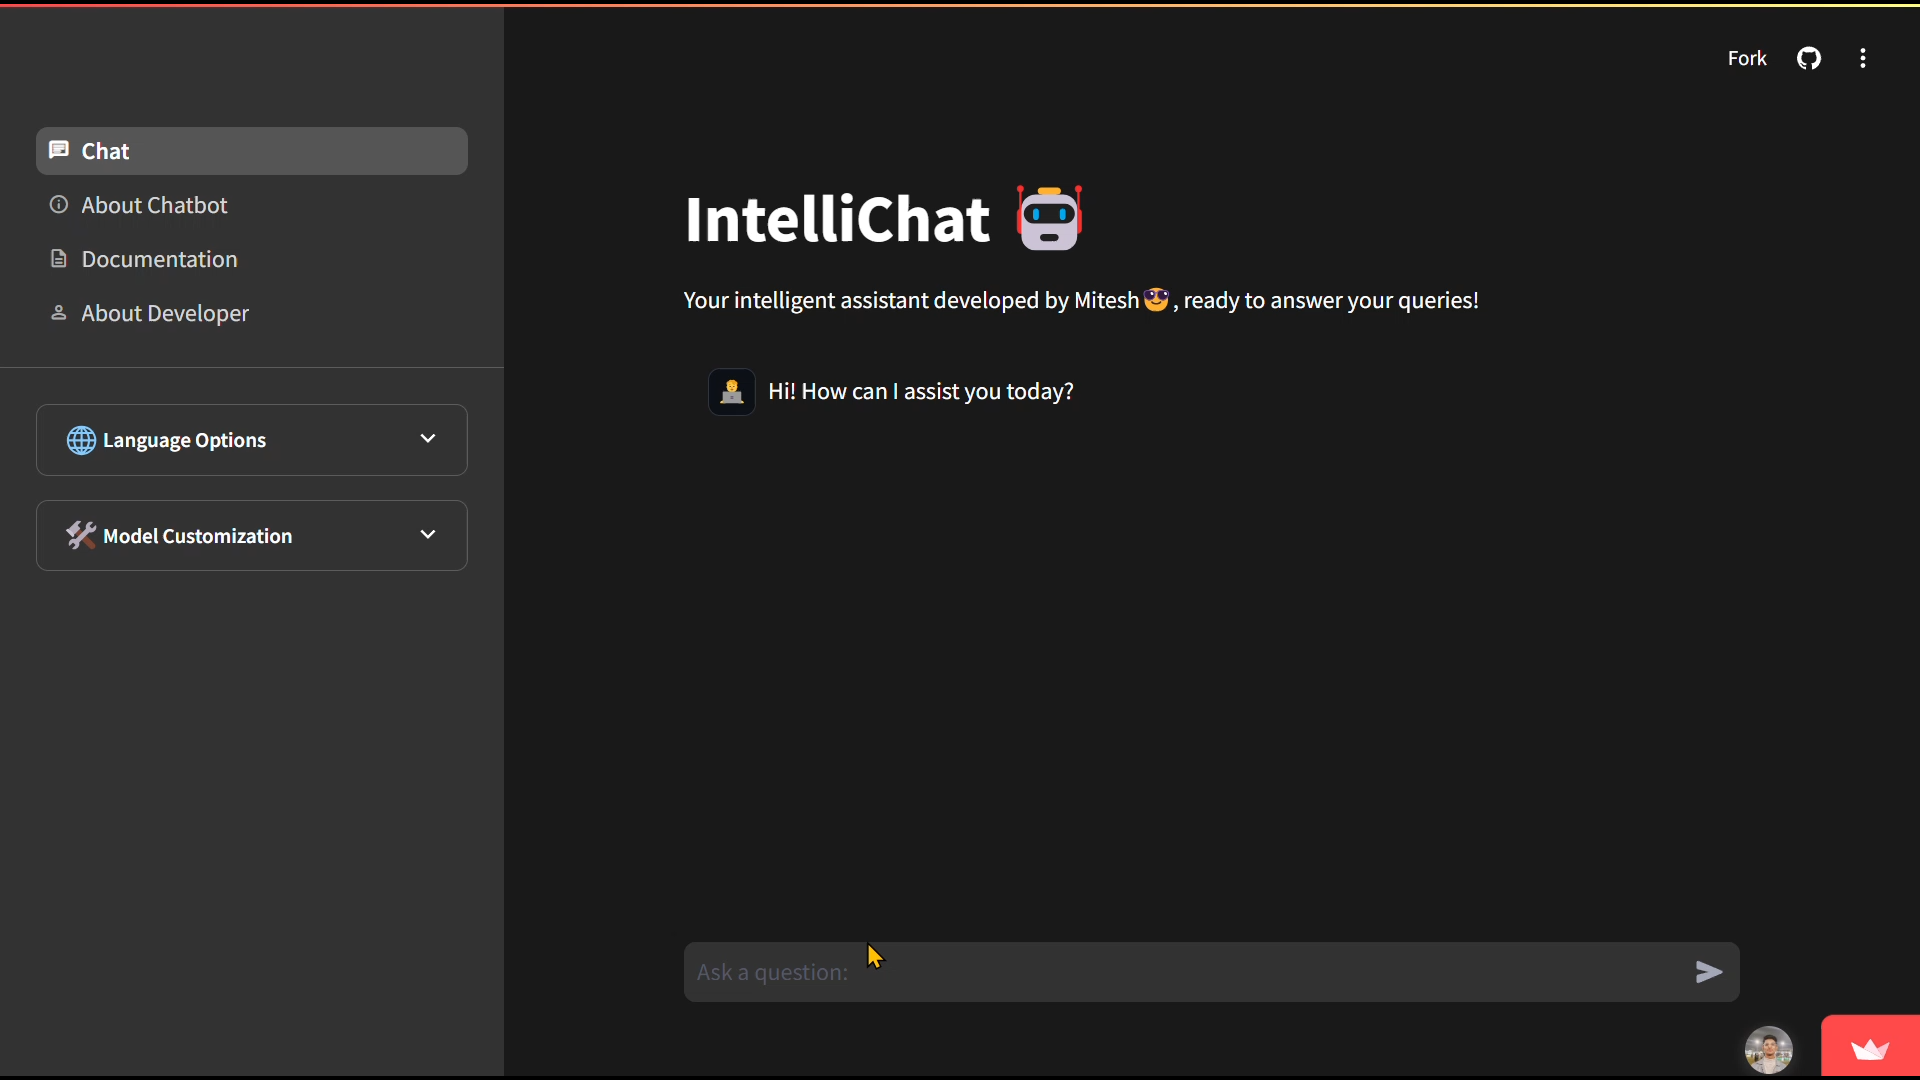 Fork
Chat
About Chatbot
Documentation
About Developer
Language Options
Model Customization
IntelliChat
Your intelligent assistant developed by Mitesh😎, ready to answer your queries!
Hi! How can I assist you today?
Ask a question: